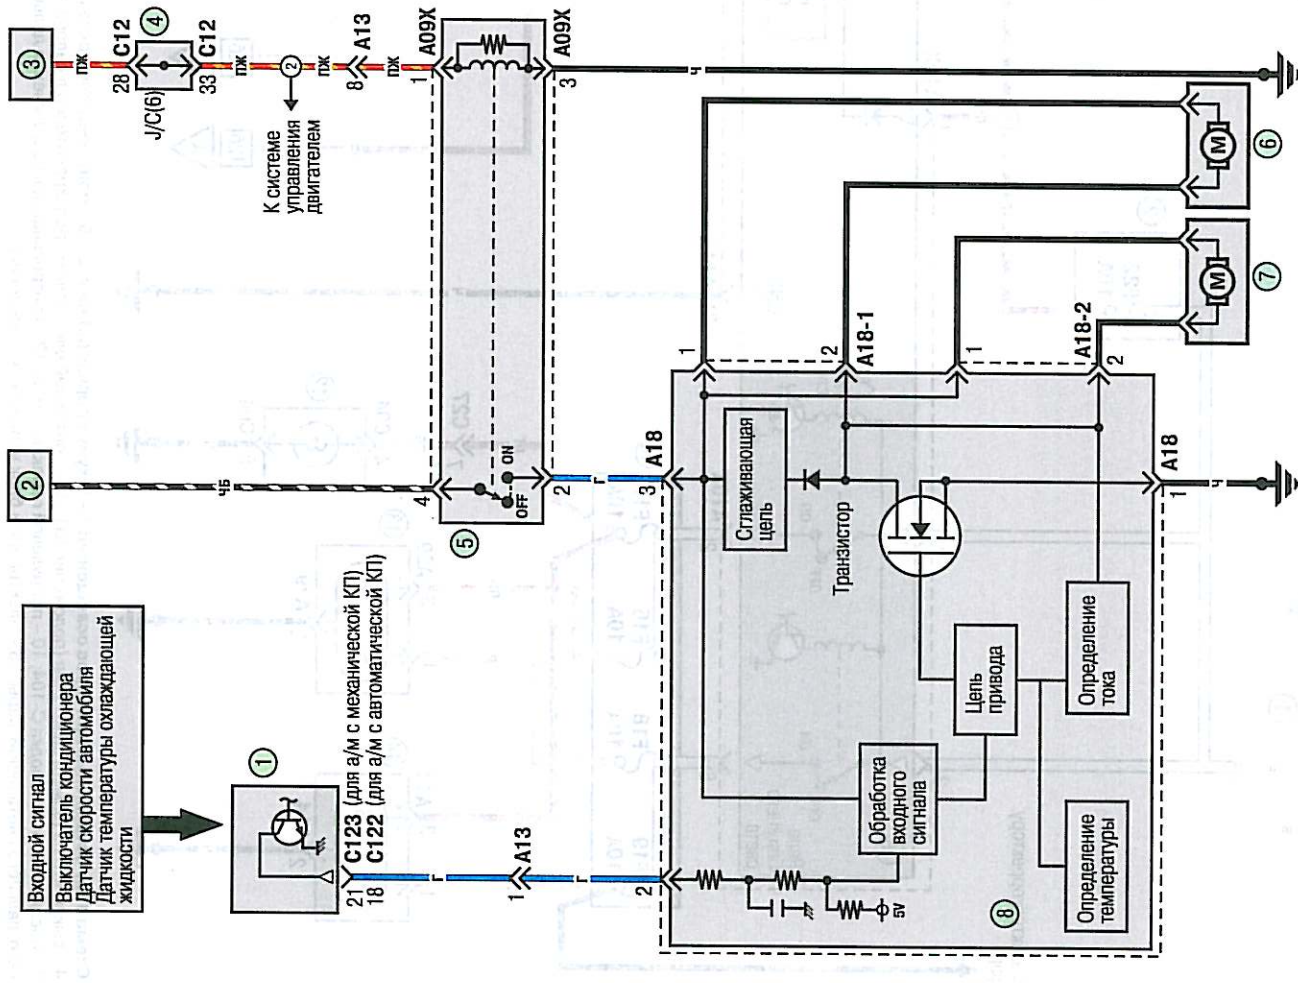 Входной сигнал
Выключатель кондиционера
Датчик скорости автомобиля
Датчик температуры охлаждающей
жидкости
1
21 C123 (для а/м с механической КП)
18 C122 (для а/м с автоматической КП)
Г
1 A13
Г
2
2
ЧБ
4
5
OFF
ON
2
Г
3 A18
3
ПЖ
28 C12
4
J/C(6)
33 C12
ПЖ
2
К системе
управления
двигателем
ПЖ
8 A13
ПЖ
1 A09X
A09X
3
Ч
Сглаживающая
цепь
Транзистор
Обработка
входного
сигнала
Цепь
привода
5V
8
Определение
температуры
Определение
тока
1
2
A18-1
1
A18-2
2
1 A18
Ч
M
7
M
6